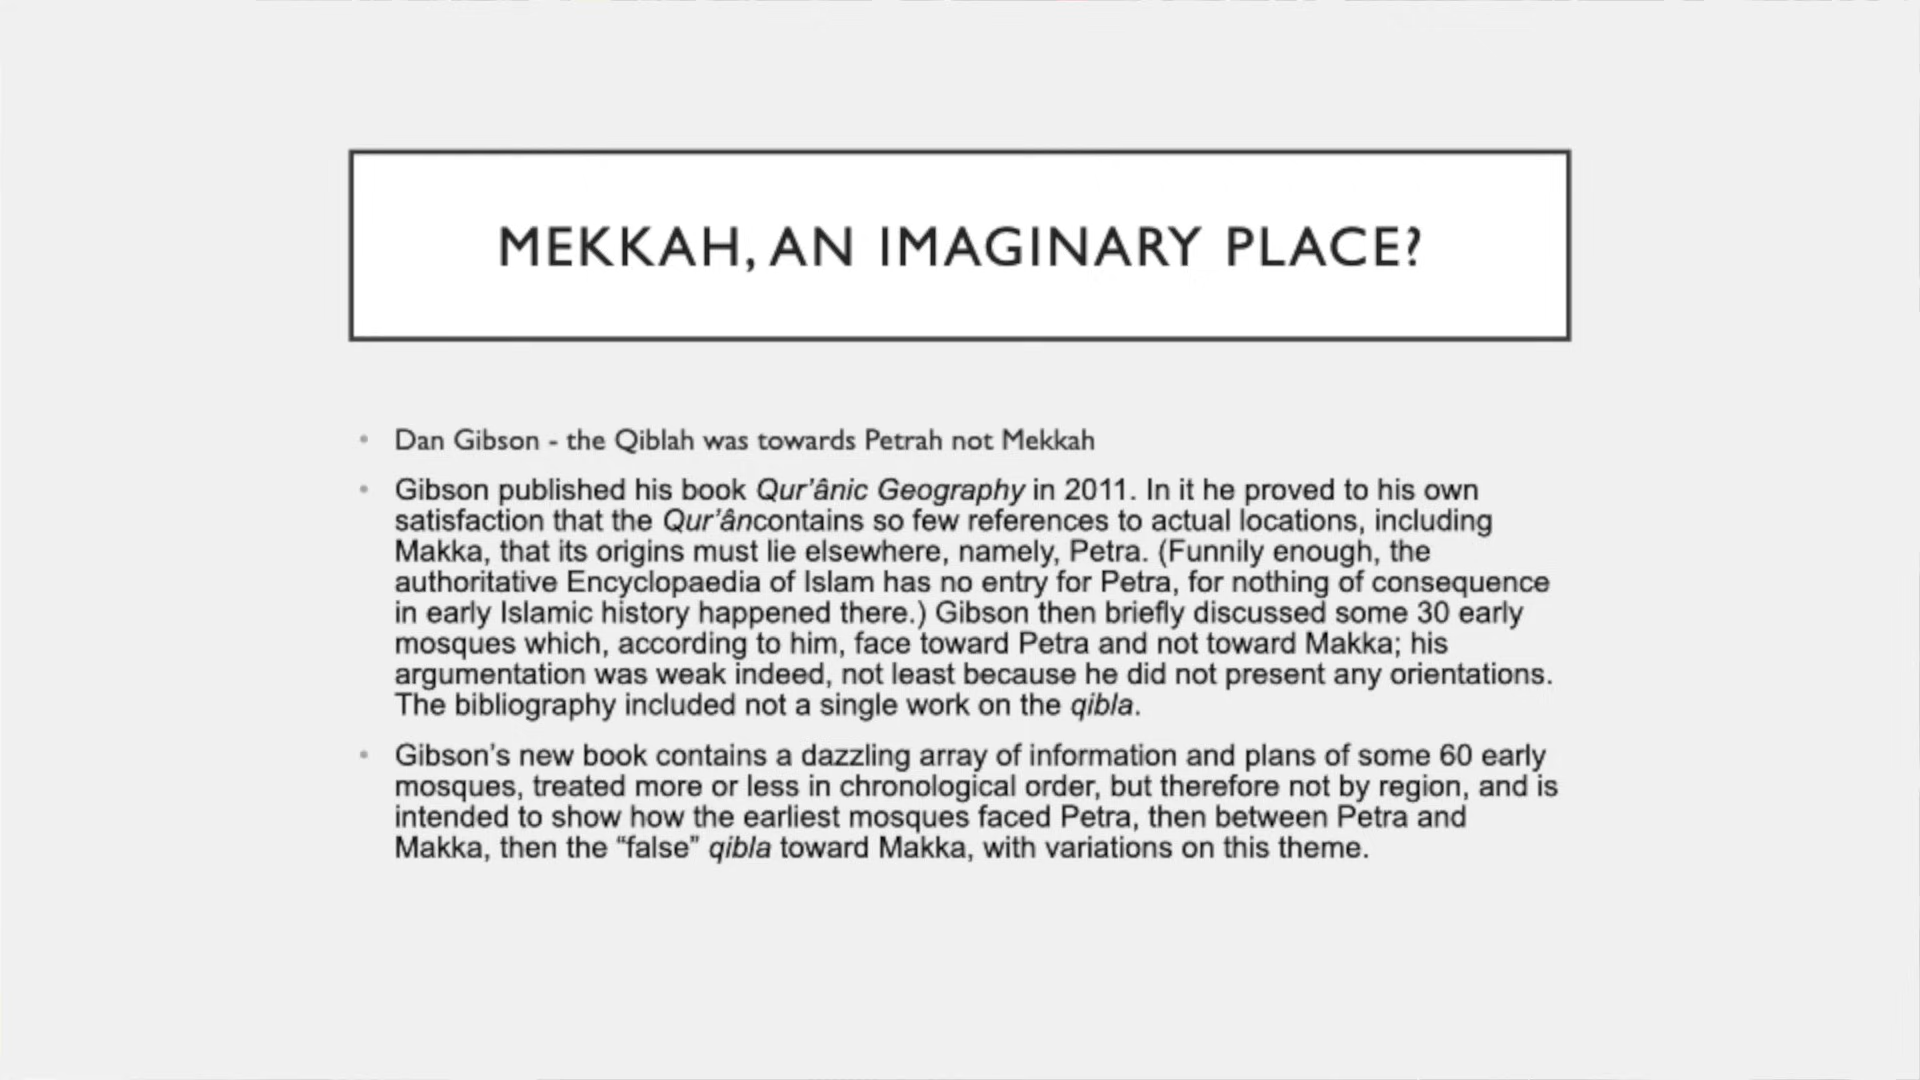 MEKKAH, AN IMAGINARY PLACE?
• Dan Gibson - the Qiblah was towards Petrah not Mekkah
• Gibson published his book Qur’ânic Geography in 2011. In it he proved to his own
satisfaction that the Qur’âncontains so few references to actual locations, including
Makka, that its origins must lie elsewhere, namely, Petra. (Funnily enough, the
authoritative Encyclopaedia of Islam has no entry for Petra, for nothing of consequence
in early Islamic history happened there.) Gibson then briefly discussed some 30 early
mosques which, according to him, face toward Petra and not toward Makka; his
argumentation was weak indeed, not least because he did not present any orientations.
The bibliography included not a single work on the qibla.
• Gibson’s new book contains a dazzling array of information and plans of some 60 early
mosques, treated more or less in chronological order, but therefore not by region, and is
intended to show how the earliest mosques faced Petra, then between Petra and
Makka, then the “false” qibla toward Makka, with variations on this theme.